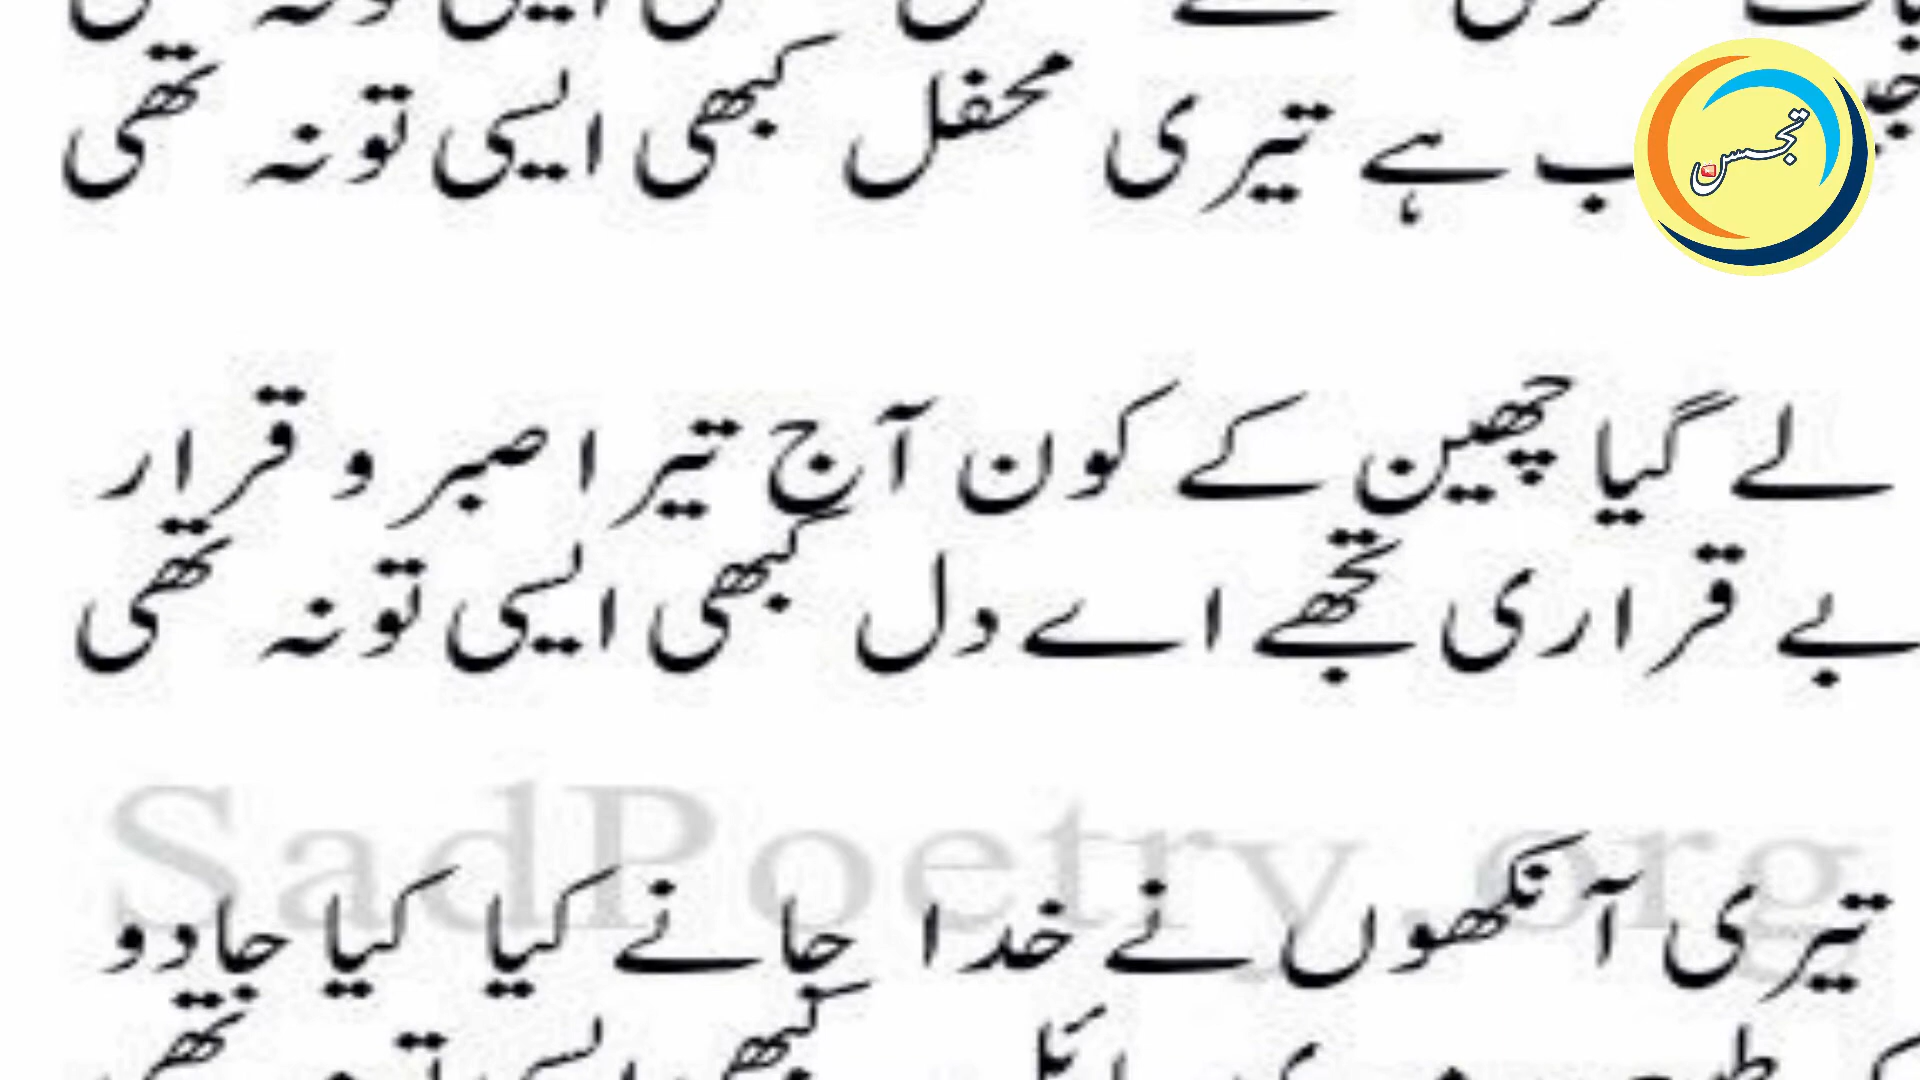 ب ہے تیری محفل کبھی ایسی تو نہ تھی
تجسس
لے گیا چھین کے کون آج تیرا صبر و قرار
بے قراری تجھے اے دل کبھی ایسی تو نہ تھی
SadPoetry.org
تیری آنکھوں نے خدا جانے کیا کیا جادو